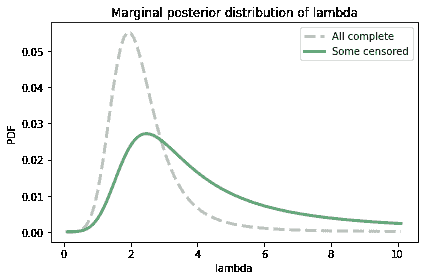 Marginal posterior distribution of lambda
All complete
Some censored
PDF
0.05
0.04
0.03
0.02
0.01
0.00
0 2 4 6 8 10
lambda